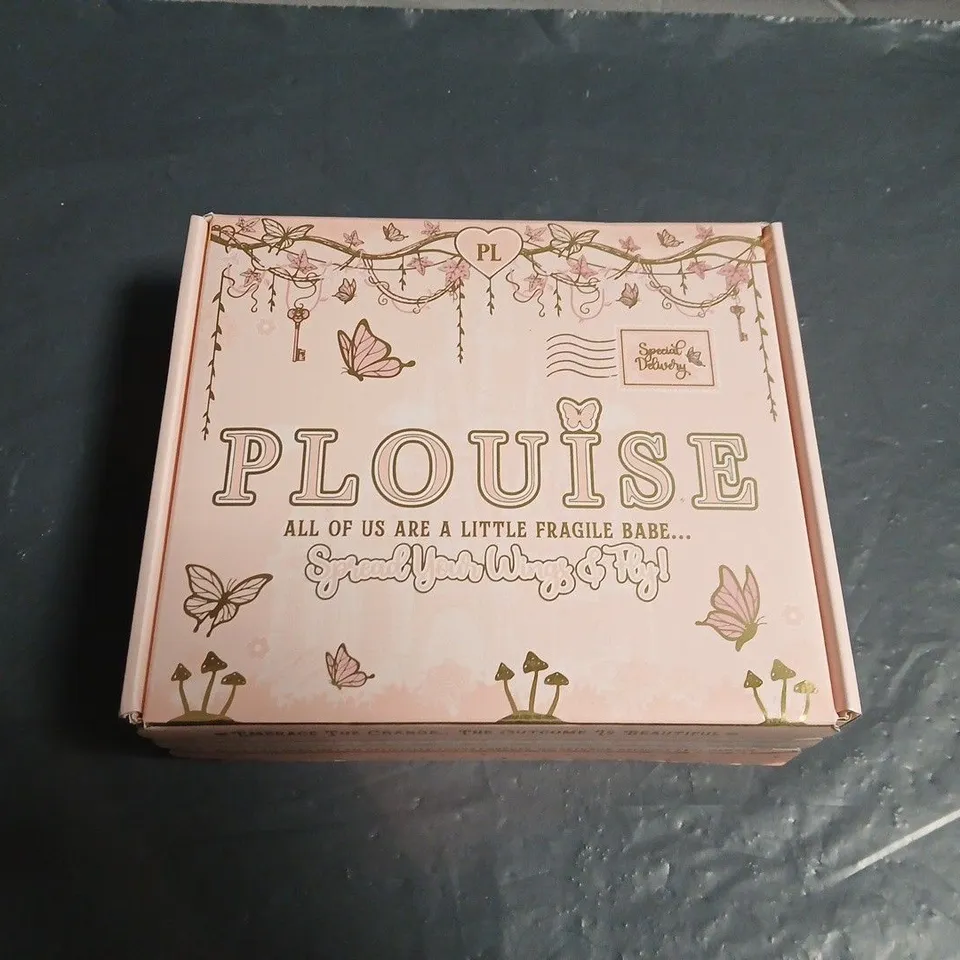 PL
Special
Delivery
PLOUISE
ALL OF US ARE A LITTLE FRAGILE BABE...
Spread Your Wings & Fly!
EMBRACE THE CHANGE, THE OUTCOME IS BEAUTIFUL